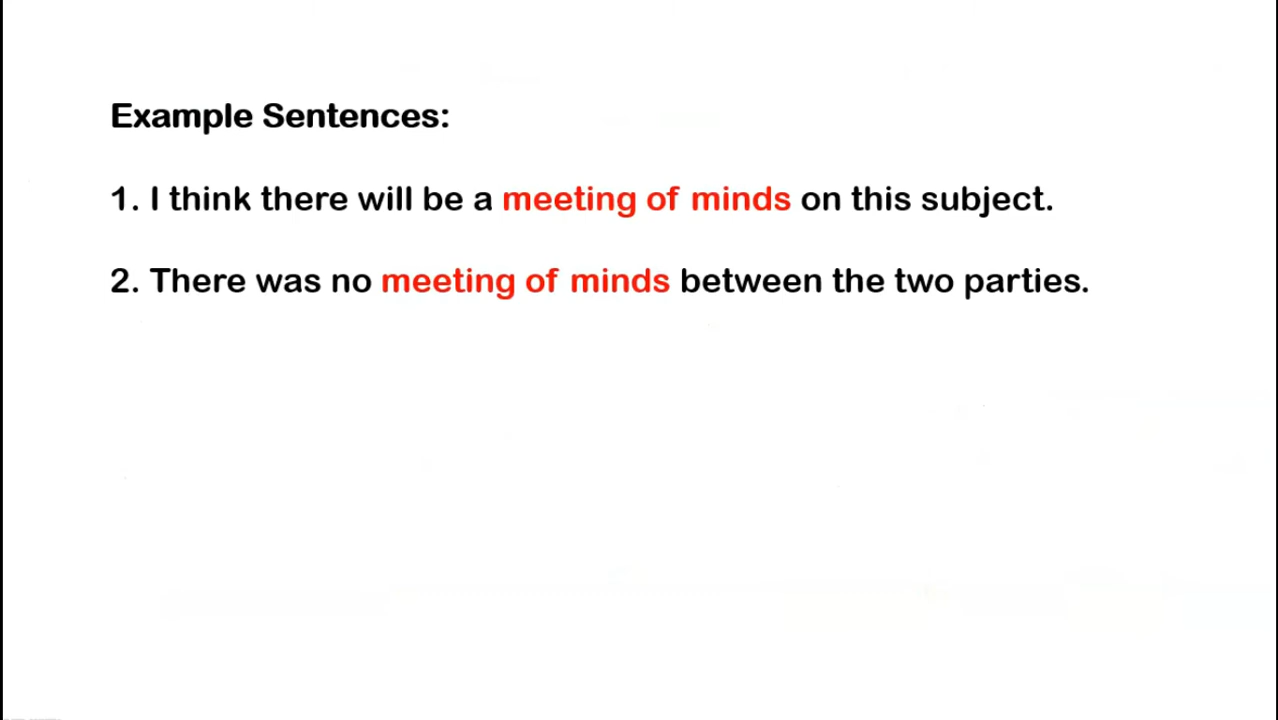 Example Sentences:
1. I think there will be a meeting of minds on this subject.
2. There was no meeting of minds between the two parties.